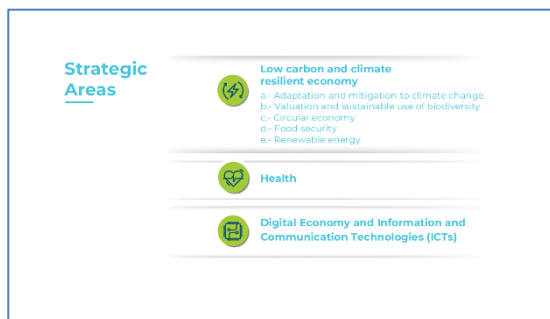 Strategic
Areas
Low carbon and climate
resilient economy
a.- Adaptation and mitigation to climate change.
b.- Valuation and sustainable use of biodiversity
c.- Circular economy
d.- Food security
e.- Renewable energy
Health
Digital Economy and Information and
Communication Technologies (ICTs)